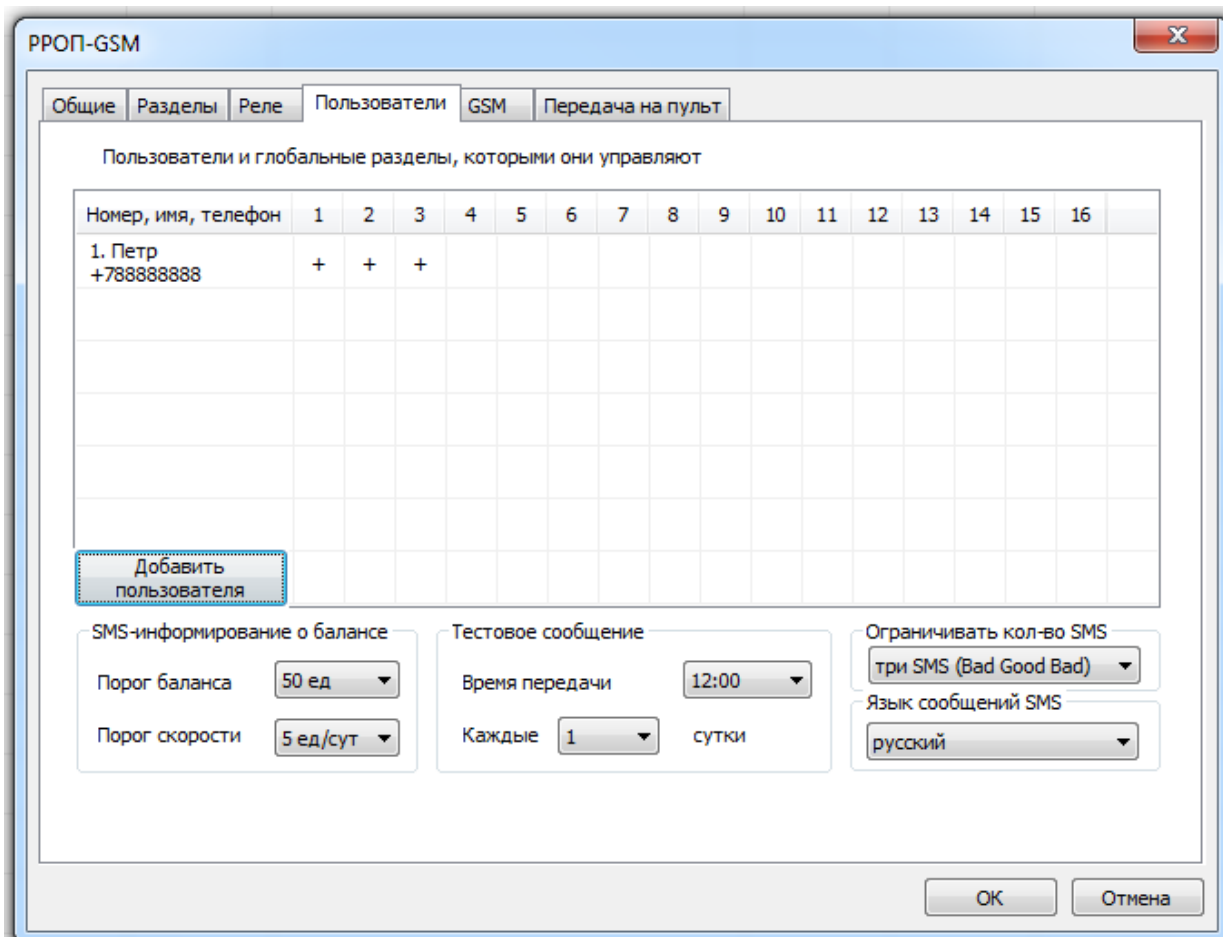 РРОП-GSM
Общие Разделы Реле Пользователи GSM Передача на пульт
Пользователи и глобальные разделы, которыми они управляют
Номер, имя, телефон 1 2 3 4 5 6 7 8 9 10 11 12 13 14 15 16
1. Петр
+788888888 + + +
Добавить
пользователя
SMS-информирование о балансе
Порог баланса 50 ед
Порог скорости 5 ед/сут
Тестовое сообщение
Время передачи 12:00
Каждые 1 сутки
Ограничивать кол-во SMS
три SMS (Bad Good Bad)
Язык сообщений SMS
русский
ОК Отмена